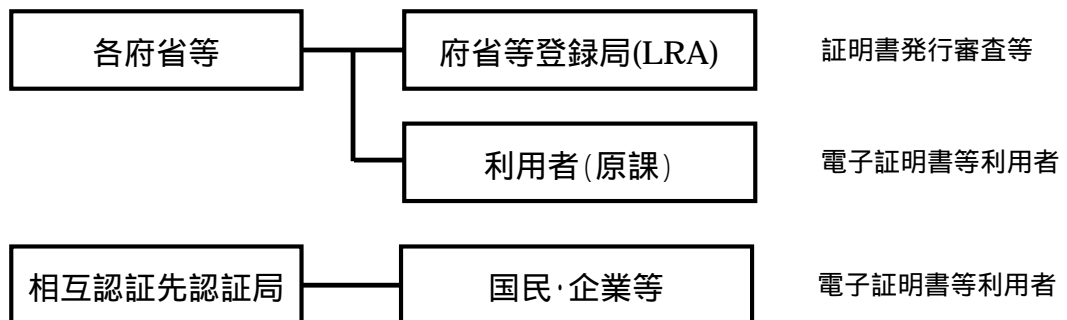 各府省等
府省等登録局(LRA)
証明書発行審査等
利用者(原課)
電子証明書等利用者
相互認証先認証局
国民・企業等
電子証明書等利用者